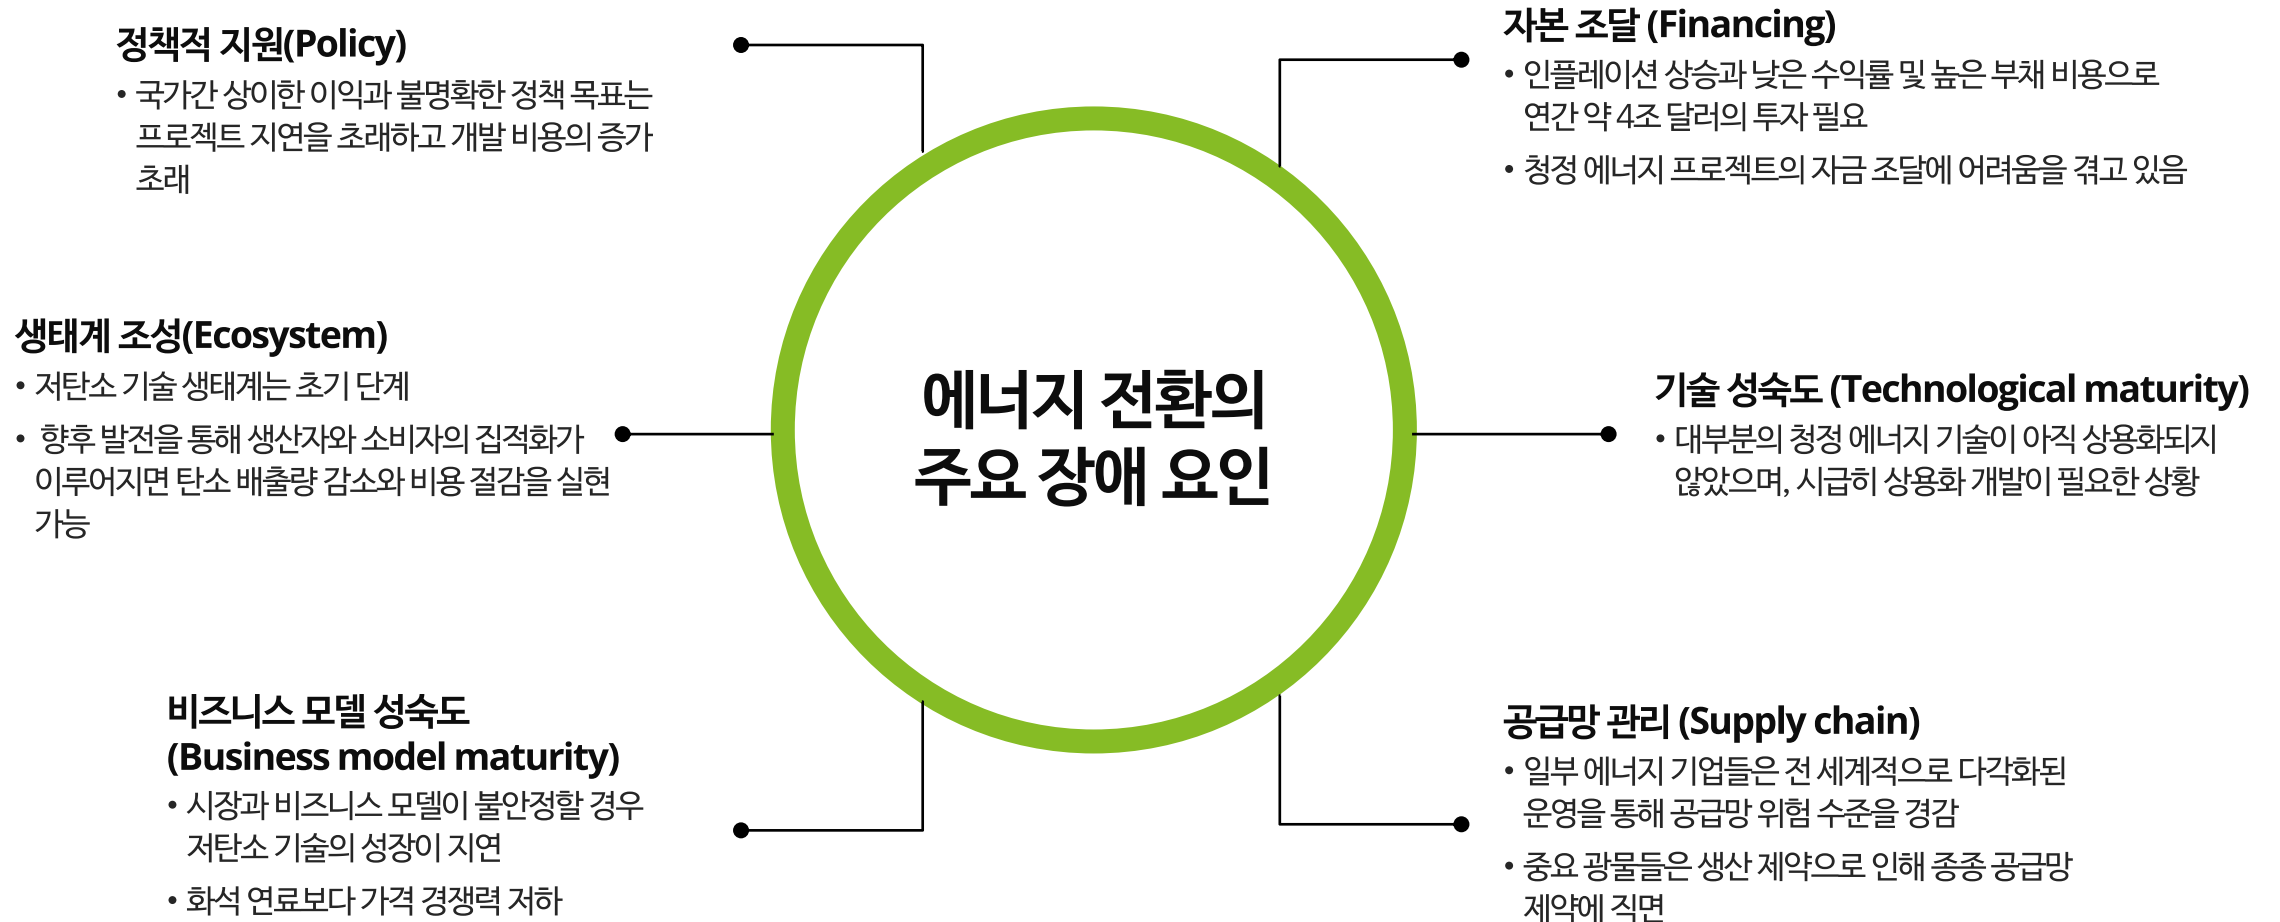 정책적 지원(Policy)
• 국가간 상이한 이익과 불명확한 정책 목표는
프로젝트 지연을 초래하고 개발 비용의 증가
초래
자본 조달 (Financing)
• 인플레이션 상승과 낮은 수익률 및 높은 부채 비용으로
연간 약 4조 달러의 투자 필요
• 청정 에너지 프로젝트의 자금 조달에 어려움을 겪고 있음
생태계 조성(Ecosystem)
• 저탄소 기술 생태계는 초기 단계
• 향후 발전을 통해 생산자와 소비자의 집적화가
이루어지면 탄소 배출량 감소와 비용 절감을 실현
가능
에너지 전환의
주요 장애 요인
기술 성숙도 (Technological maturity)
• 대부분의 청정 에너지 기술이 아직 상용화되지
않았으며, 시급히 상용화 개발이 필요한 상황
비즈니스 모델 성숙도
(Business model maturity)
• 시장과 비즈니스 모델이 불안정할 경우
저탄소 기술의 성장이 지연
• 화석 연료보다 가격 경쟁력 저하
공급망 관리 (Supply chain)
• 일부 에너지 기업들은 전 세계적으로 다각화된
운영을 통해 공급망 위험 수준을 경감
• 중요 광물들은 생산 제약으로 인해 종종 공급망
제약에 직면